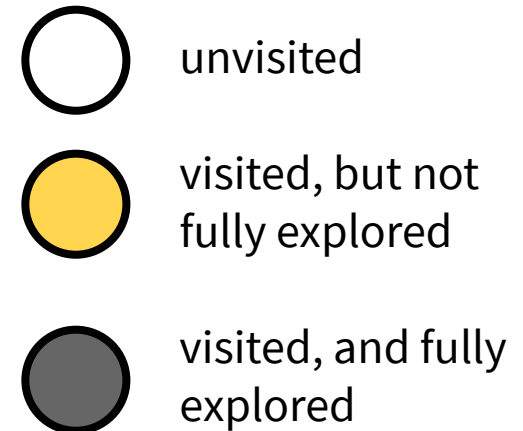 unvisited
visited, but not
fully explored
visited, and fully
explored